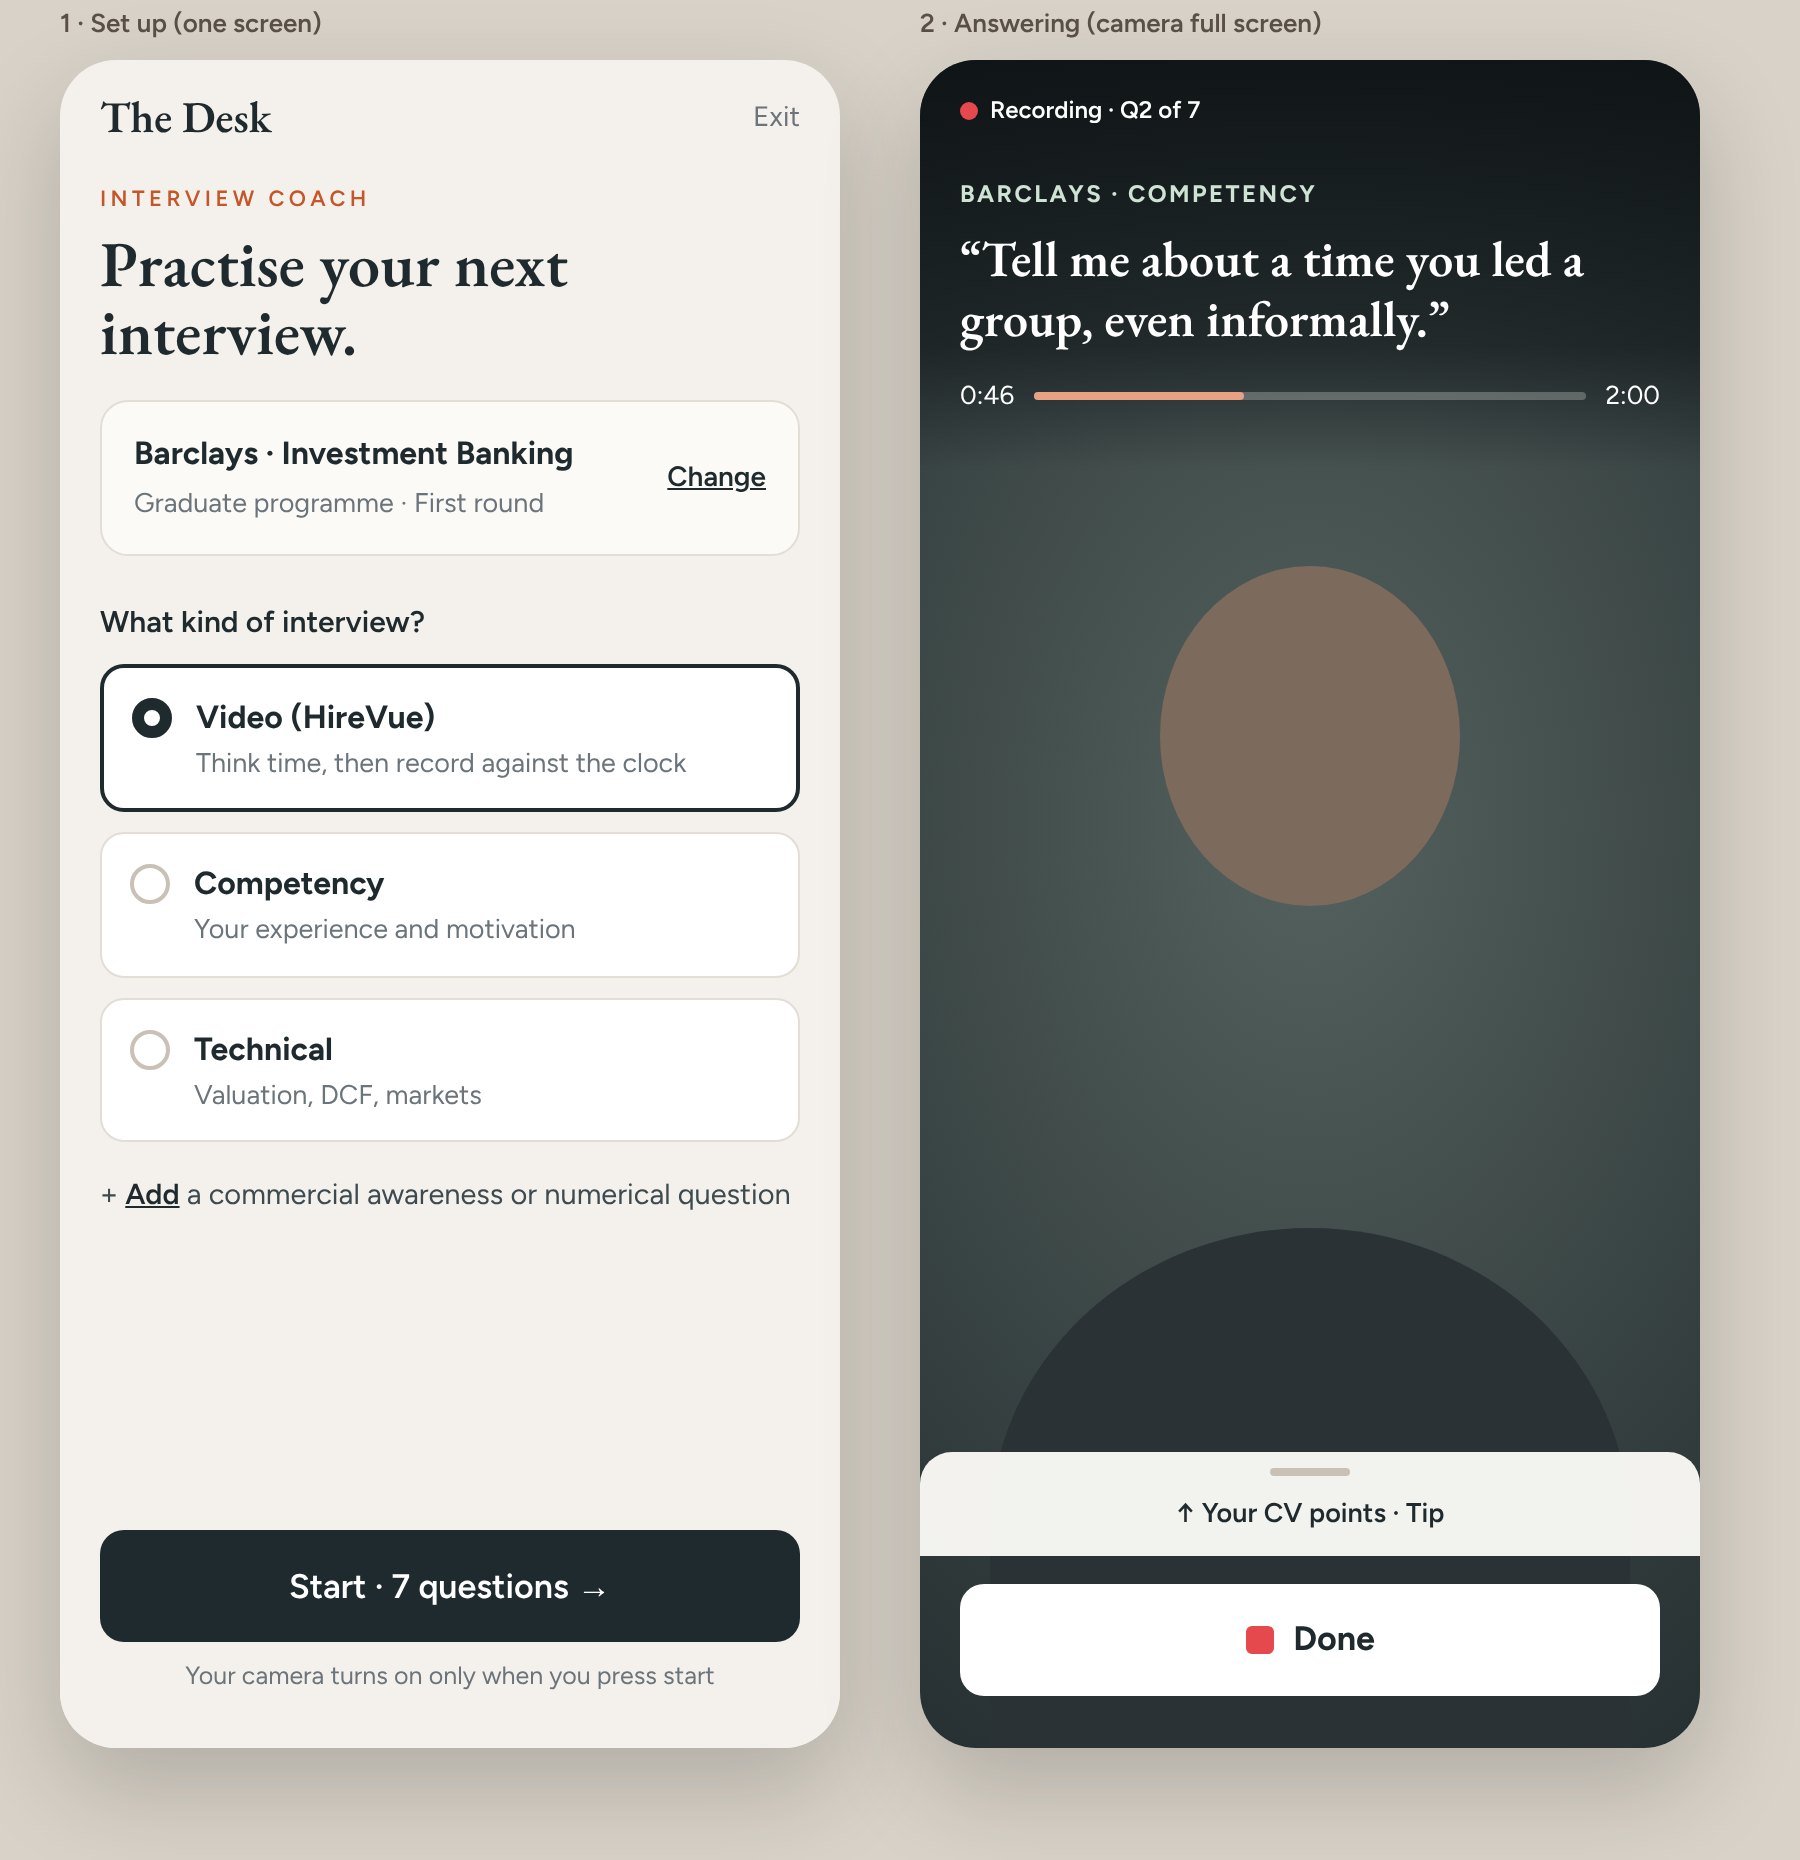 1 · Set up (one screen)
The Desk
Exit
INTERVIEW COACH
Practise your next
interview.
Barclays · Investment Banking
Graduate programme · First round
Change
What kind of interview?
Video (HireVue)
Think time, then record against the clock
Competency
Your experience and motivation
Technical
Valuation, DCF, markets
+ Add a commercial awareness or numerical question
Start · 7 questions →
Your camera turns on only when you press start
2 · Answering (camera full screen)
Recording · Q2 of 7
BARCLAYS · COMPETENCY
“Tell me about a time you led a
group, even informally.”
0:46
2:00
↑ Your CV points · Tip
Done